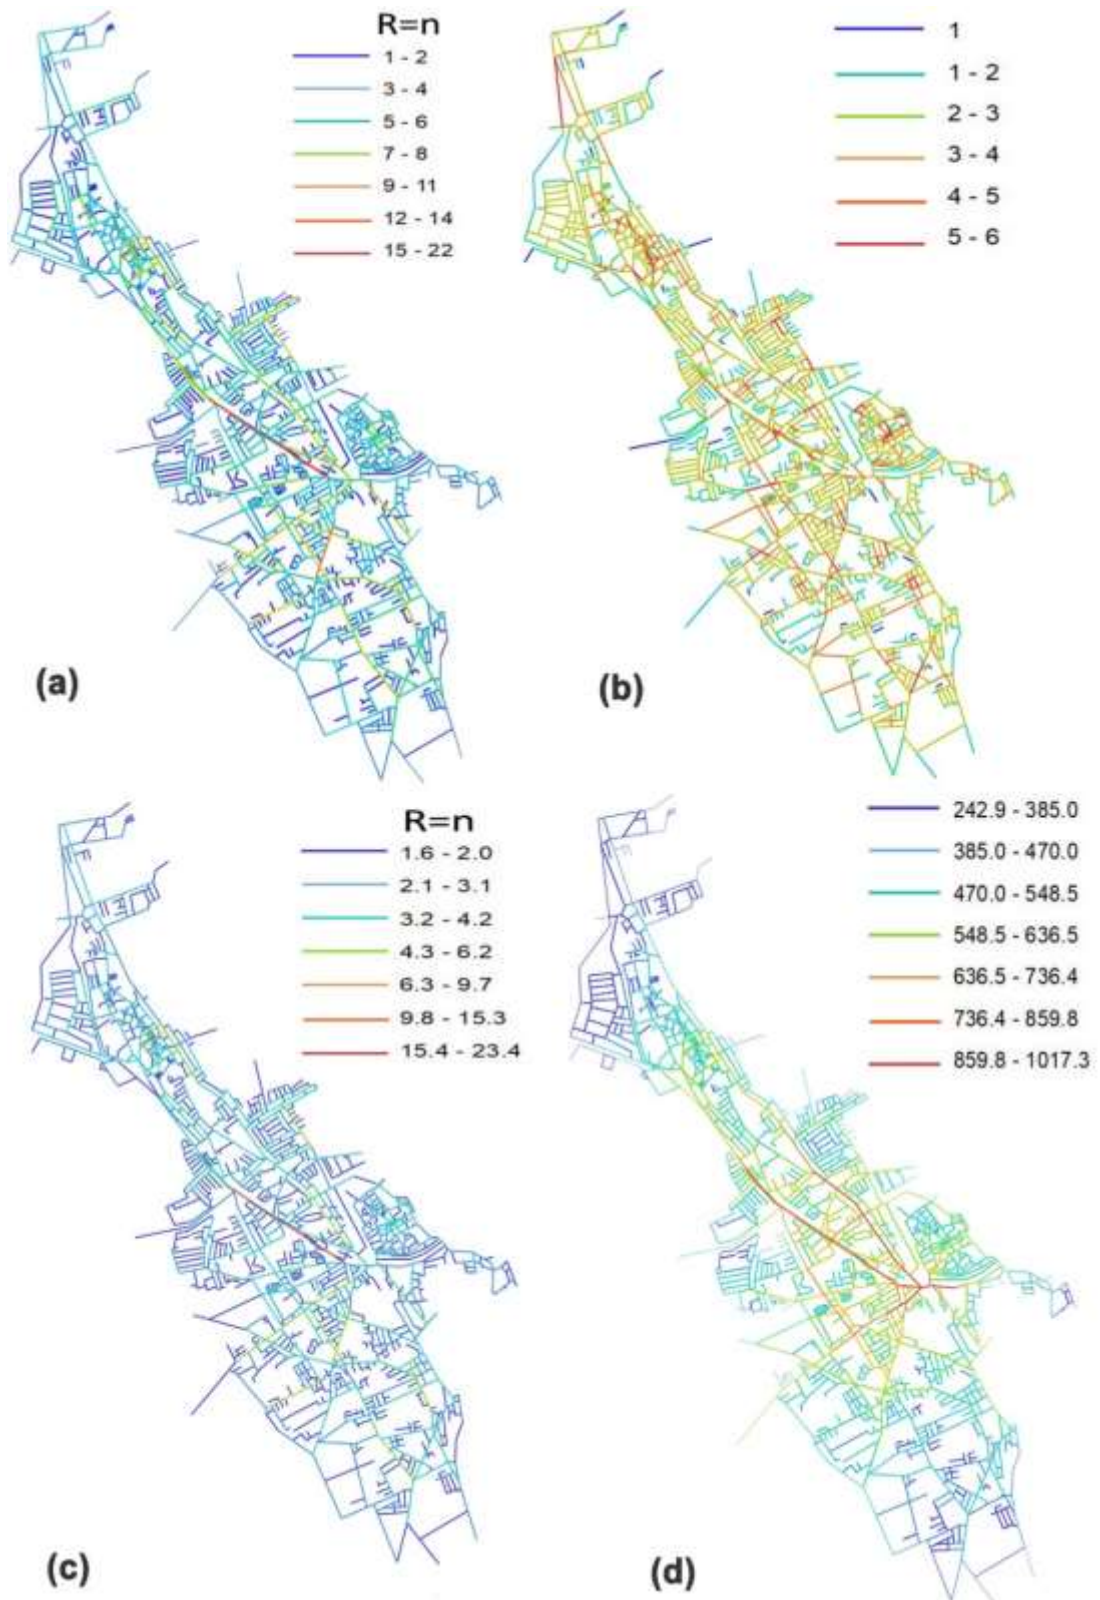 R=n
1 - 2
3 - 4
5 - 6
7 - 8
9 - 11
12 - 14
15 - 22
(a)
1
1 - 2
2 - 3
3 - 4
4 - 5
5 - 6
(b)
R=n
1.6 - 2.0
2.1 - 3.1
3.2 - 4.2
4.3 - 6.2
6.3 - 9.7
9.8 - 15.3
15.4 - 23.4
(c)
242.9 - 385.0
385.0 - 470.0
470.0 - 548.5
548.5 - 636.5
636.5 - 736.4
736.4 - 859.8
859.8 - 1017.3
(d)